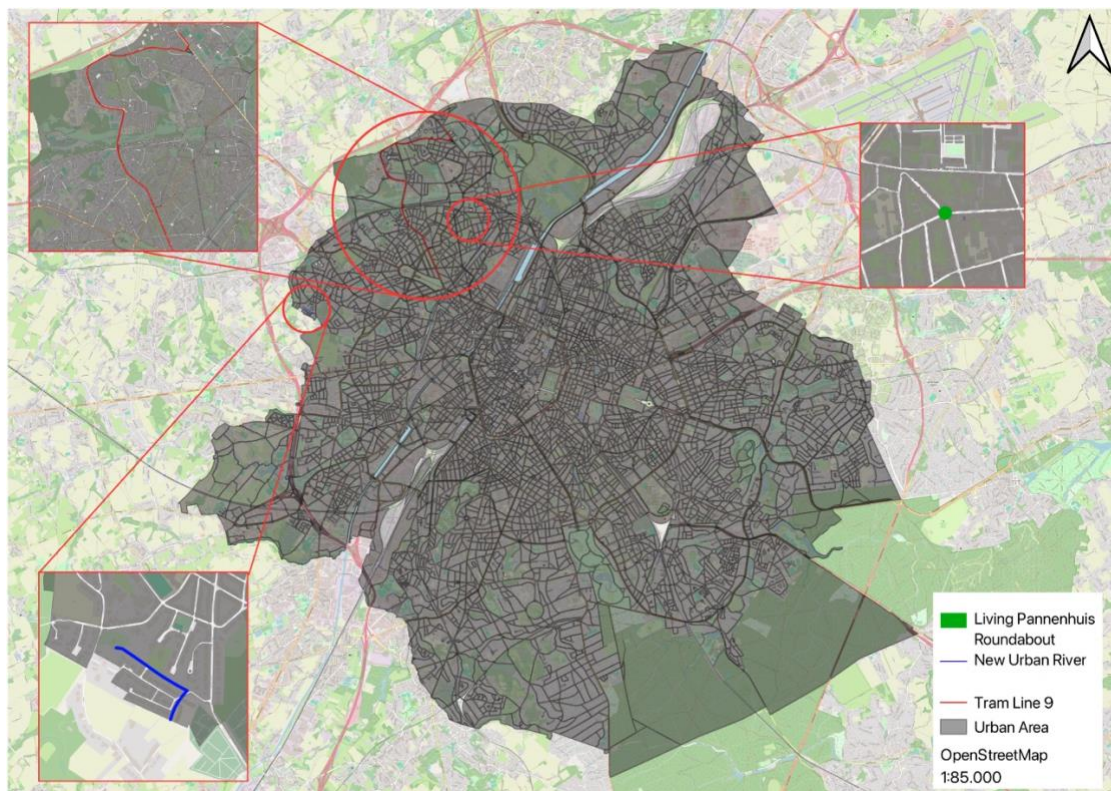 Living Pannenhuis
Roundabout
New Urban River
Tram Line 9
Urban Area
OpenStreetMap
1:85.000